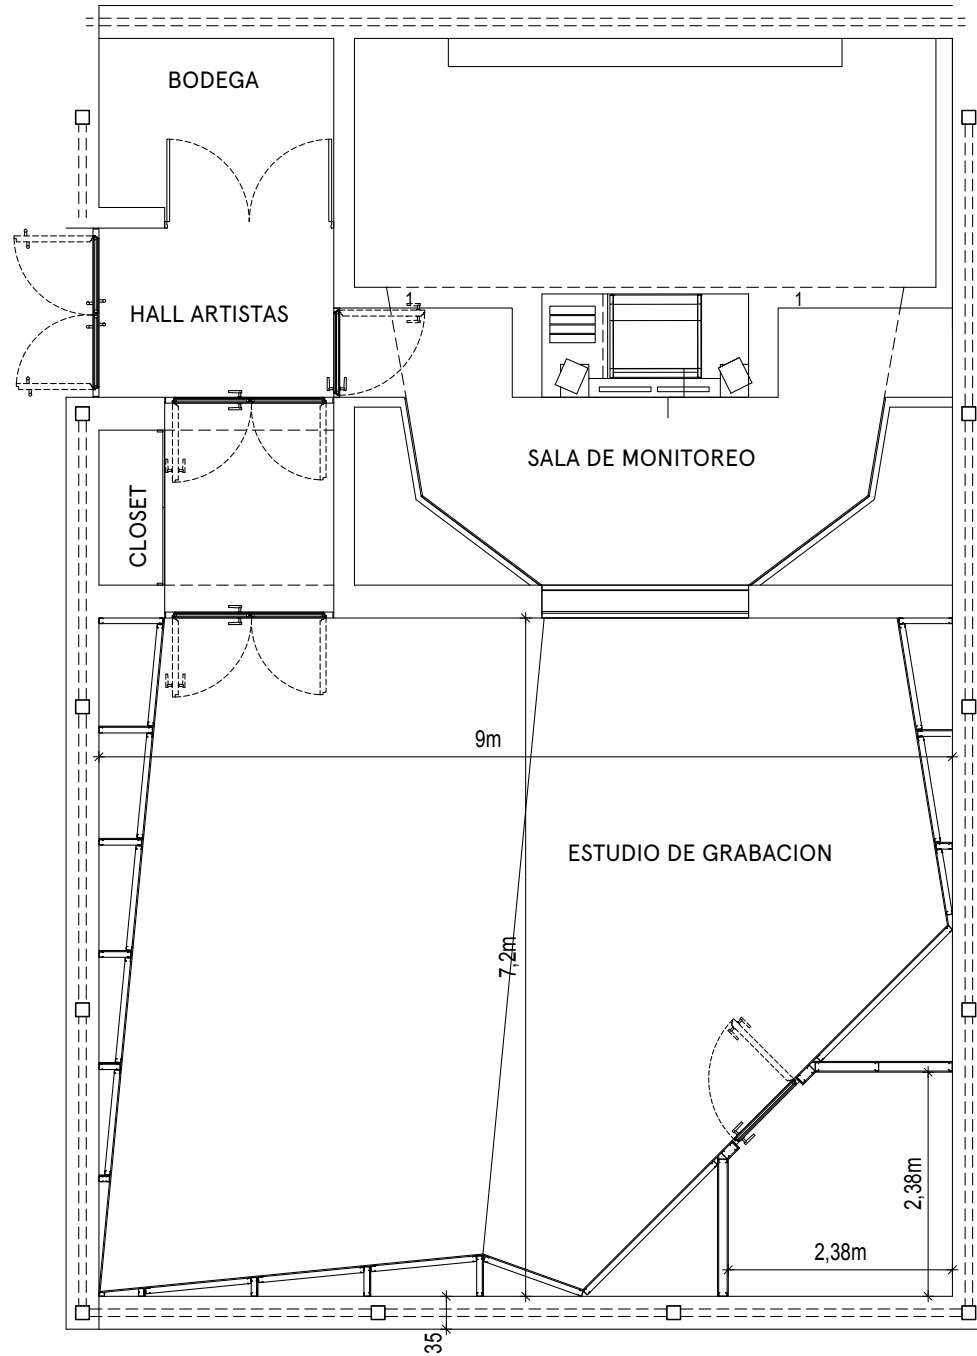 BODEGA
1
1
HALL ARTISTAS
SALA DE MONITOREO
CLOSET
9m
ESTUDIO DE GRABACION
7,2m
2,38m
2,38m
35